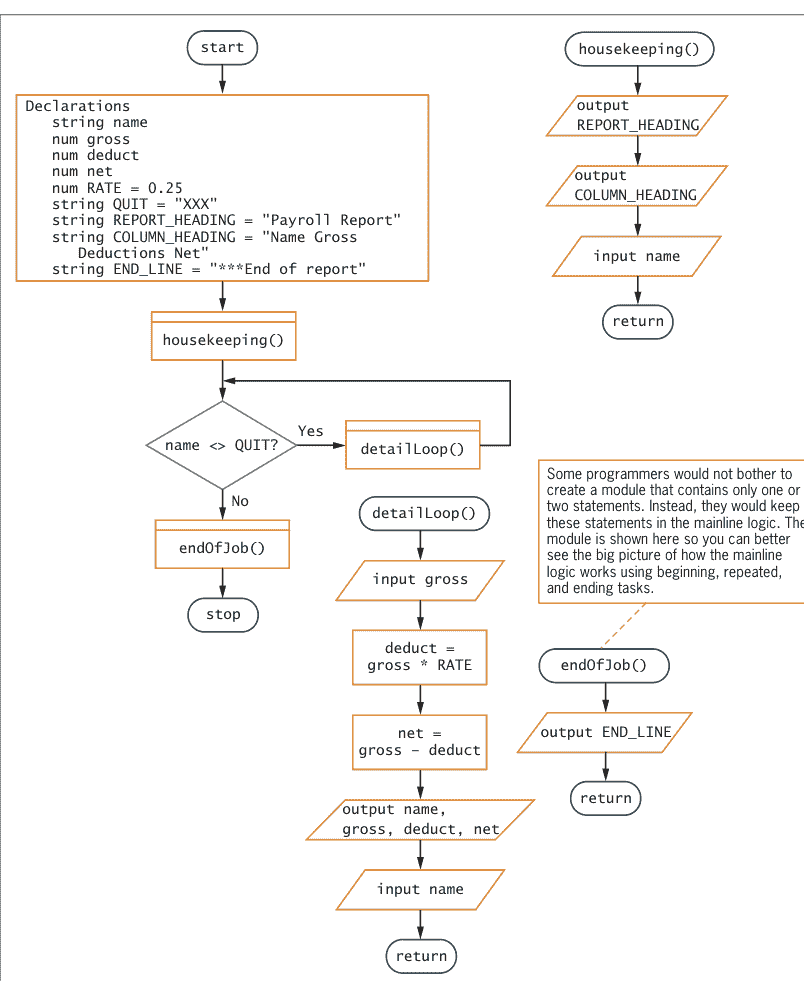 start
Declarations
string name
num gross
num deduct
num net
num RATE = 0.25
string QUIT = "XXX"
string REPORT_HEADING = "Payroll Report"
string COLUMN_HEADING = "Name Gross
Deductions Net"
string END_LINE = "***End of report"
housekeeping()
name <> QUIT?
Yes
detailLoop()
No
endOfJob()
stop
housekeeping()
output
REPORT_HEADING
output
COLUMN_HEADING
input name
return
detailLoop()
input gross
deduct =
gross * RATE
net =
gross – deduct
output name,
gross, deduct, net
input name
return
Some programmers would not bother to
create a module that contains only one or
two statements. Instead, they would keep
these statements in the mainline logic. The
module is shown here so you can better
see the big picture of how the mainline
logic works using beginning, repeated,
and ending tasks.
endOfJob()
output END_LINE
return